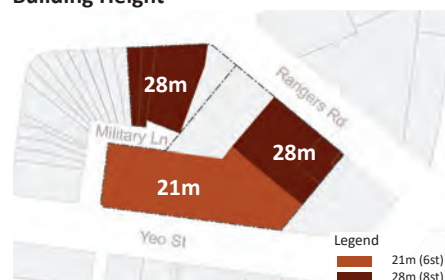 Building Height
28m
Rangers Rd
Military Ln
28m
21m
Yeo St
Legend
21m (6st)
28m (8st)